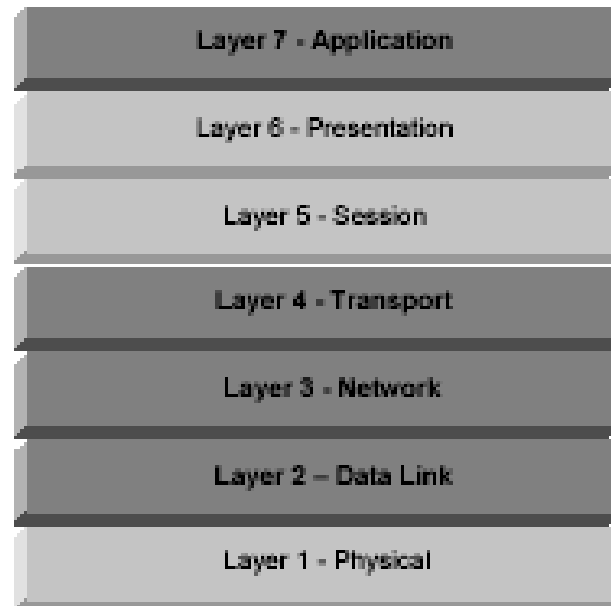 Layer 7 - Application
Layer 6 - Presentation
Layer 5 - Session
Layer 4 - Transport
Layer 3 - Network
Layer 2 – Data Link
Layer 1 - Physical